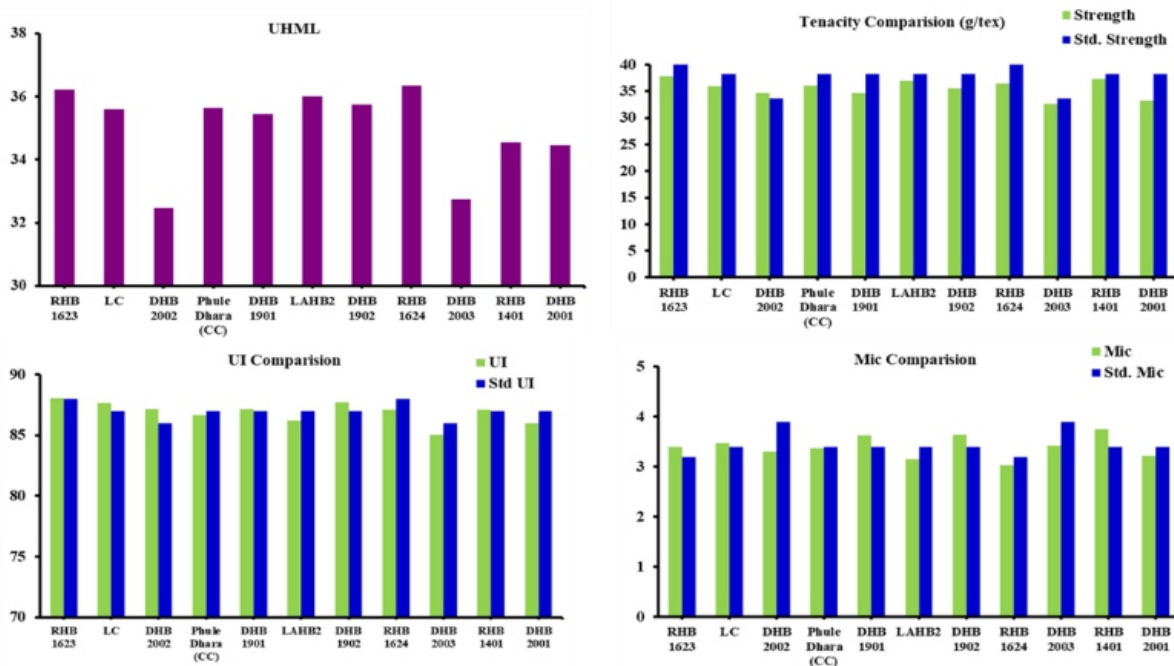 UHML
38
36
34
32
30
RHB LC DHB Phule DHB LAHB2 DHB RHB DHB RHB DHB
1623 2002 Dhara 1901 1902 1624 2003 1401 2001
(CC)
Tenacity Comparision (g/tex)
Strength
Std. Strength
40
35
30
25
20
15
10
5
0
RHB LC DHB Phule DHB LAHB2 DHB RHB DHB RHB DHB
1623 2002 Dhara 1901 1902 1624 2003 1401 2001
(CC)
UI Comparision
UI
Std UI
90
85
80
75
70
RHB LC DHB Phule DHB LAHB2 DHB RHB DHB RHB DHB
1623 2002 Dhara 1901 1902 1624 2003 1401 2001
(CC)
Mic Comparision
Mic
Std. Mic
5
4
3
2
1
0
RHB LC DHB Phule DHB LAHB2 DHB RHB DHB RHB DHB
1623 2002 Dhara 1901 1902 1624 2003 1401 2001
(CC)